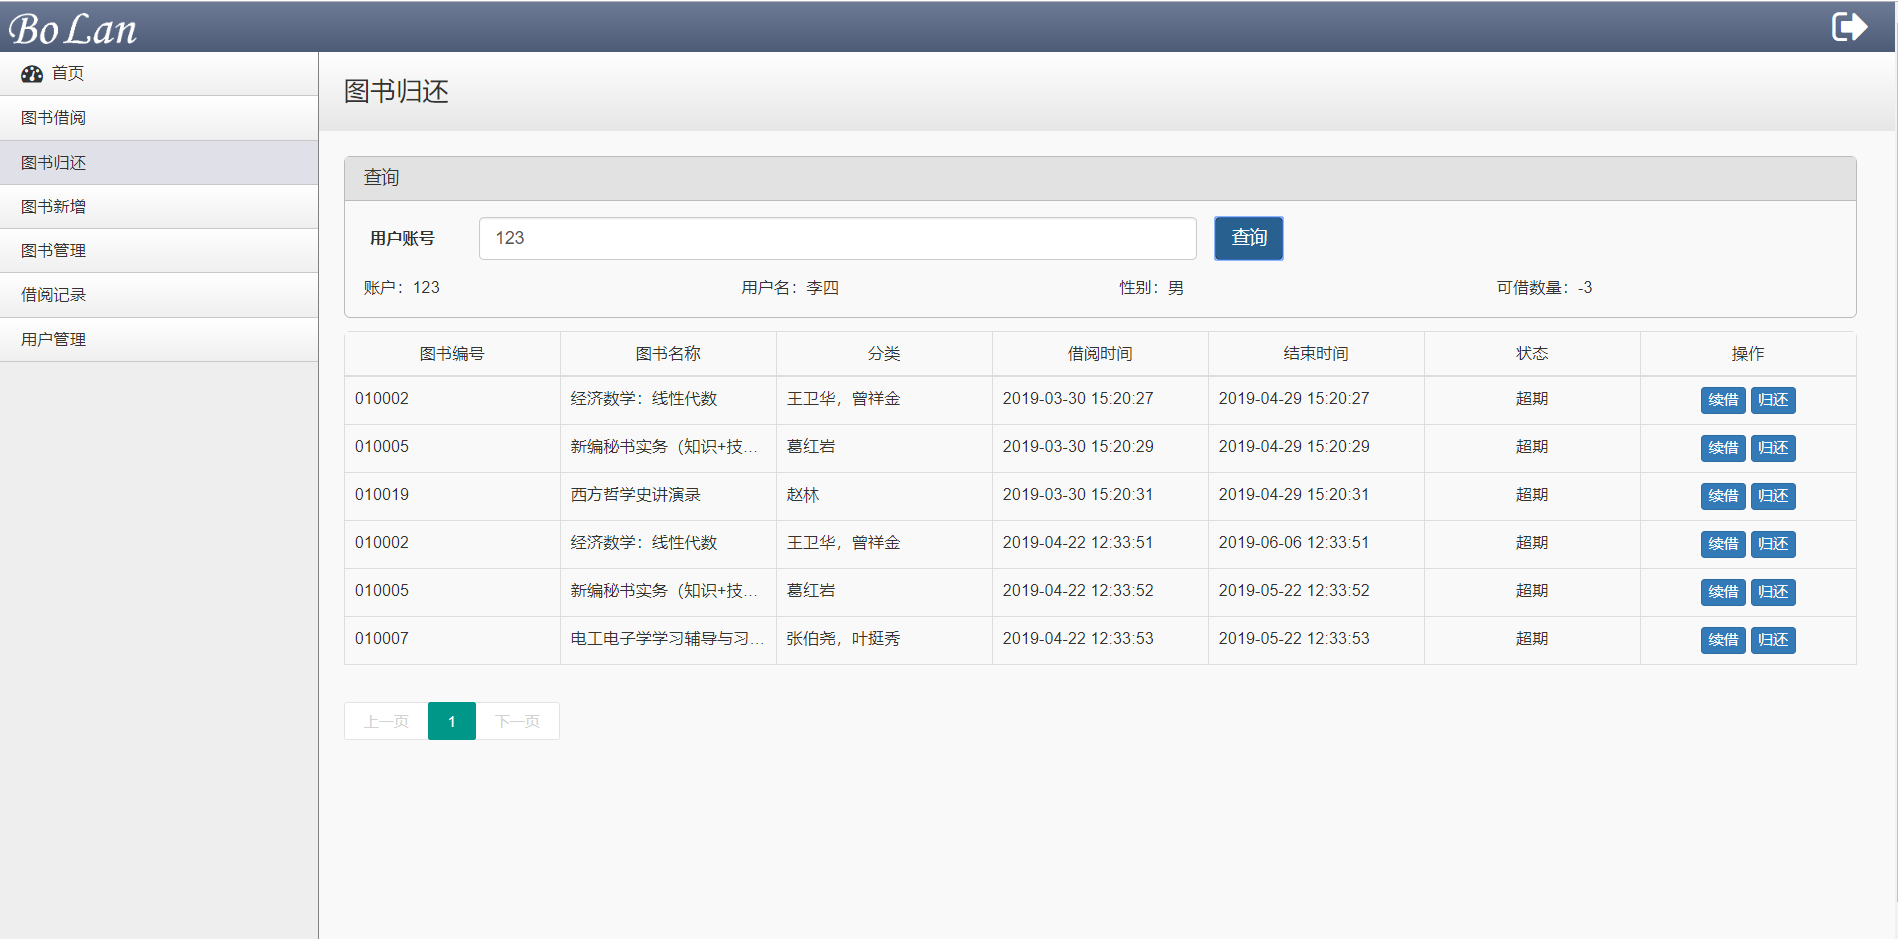 Bo Lan
首页
图书借阅
图书归还
图书新增
图书管理
借阅记录
用户管理
图书归还
查询
用户账号 123 查询
账户：123 用户名：李四 性别：男 可借数量：-3
图书编号 图书名称 分类 借阅时间 结束时间 状态 操作
010002 经济数学：线性代数 王卫华，曾祥金 2019-03-30 15:20:27 2019-04-29 15:20:27 超期 续借 归还
010005 新编秘书实务（知识+技... 葛红岩 2019-03-30 15:20:29 2019-04-29 15:20:29 超期 续借 归还
010019 西方哲学史讲演录 赵林 2019-03-30 15:20:31 2019-04-29 15:20:31 超期 续借 归还
010002 经济数学：线性代数 王卫华，曾祥金 2019-04-22 12:33:51 2019-06-06 12:33:51 超期 续借 归还
010005 新编秘书实务（知识+技... 葛红岩 2019-04-22 12:33:52 2019-05-22 12:33:52 超期 续借 归还
010007 电工电子学学习辅导与习... 张伯尧，叶挺秀 2019-04-22 12:33:53 2019-05-22 12:33:53 超期 续借 归还
上一页 1 下一页